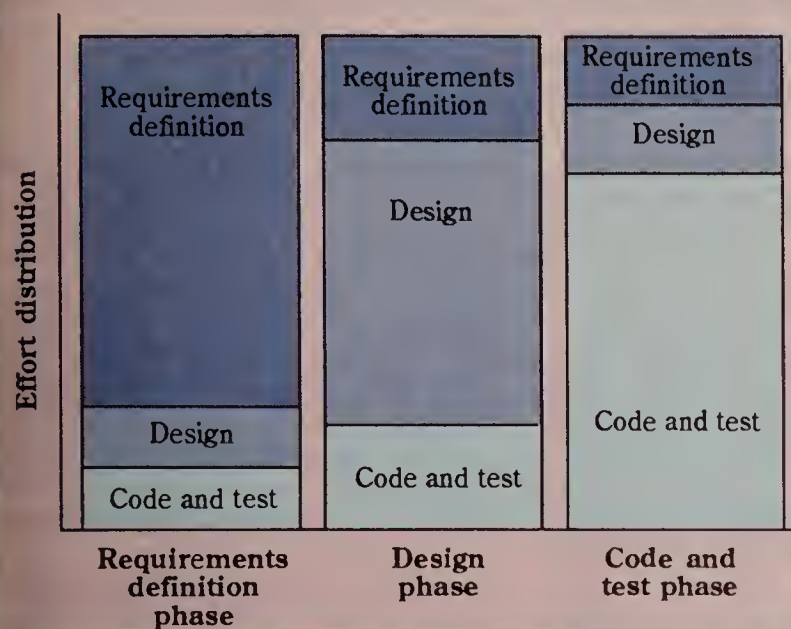 Effort distribution
Requirements
definition
Design
Code and test
Requirements
definition
Design
Code and test
Requirements
definition
Design
Code and test
Requirements
definition
phase
Design
phase
Code and
test phase